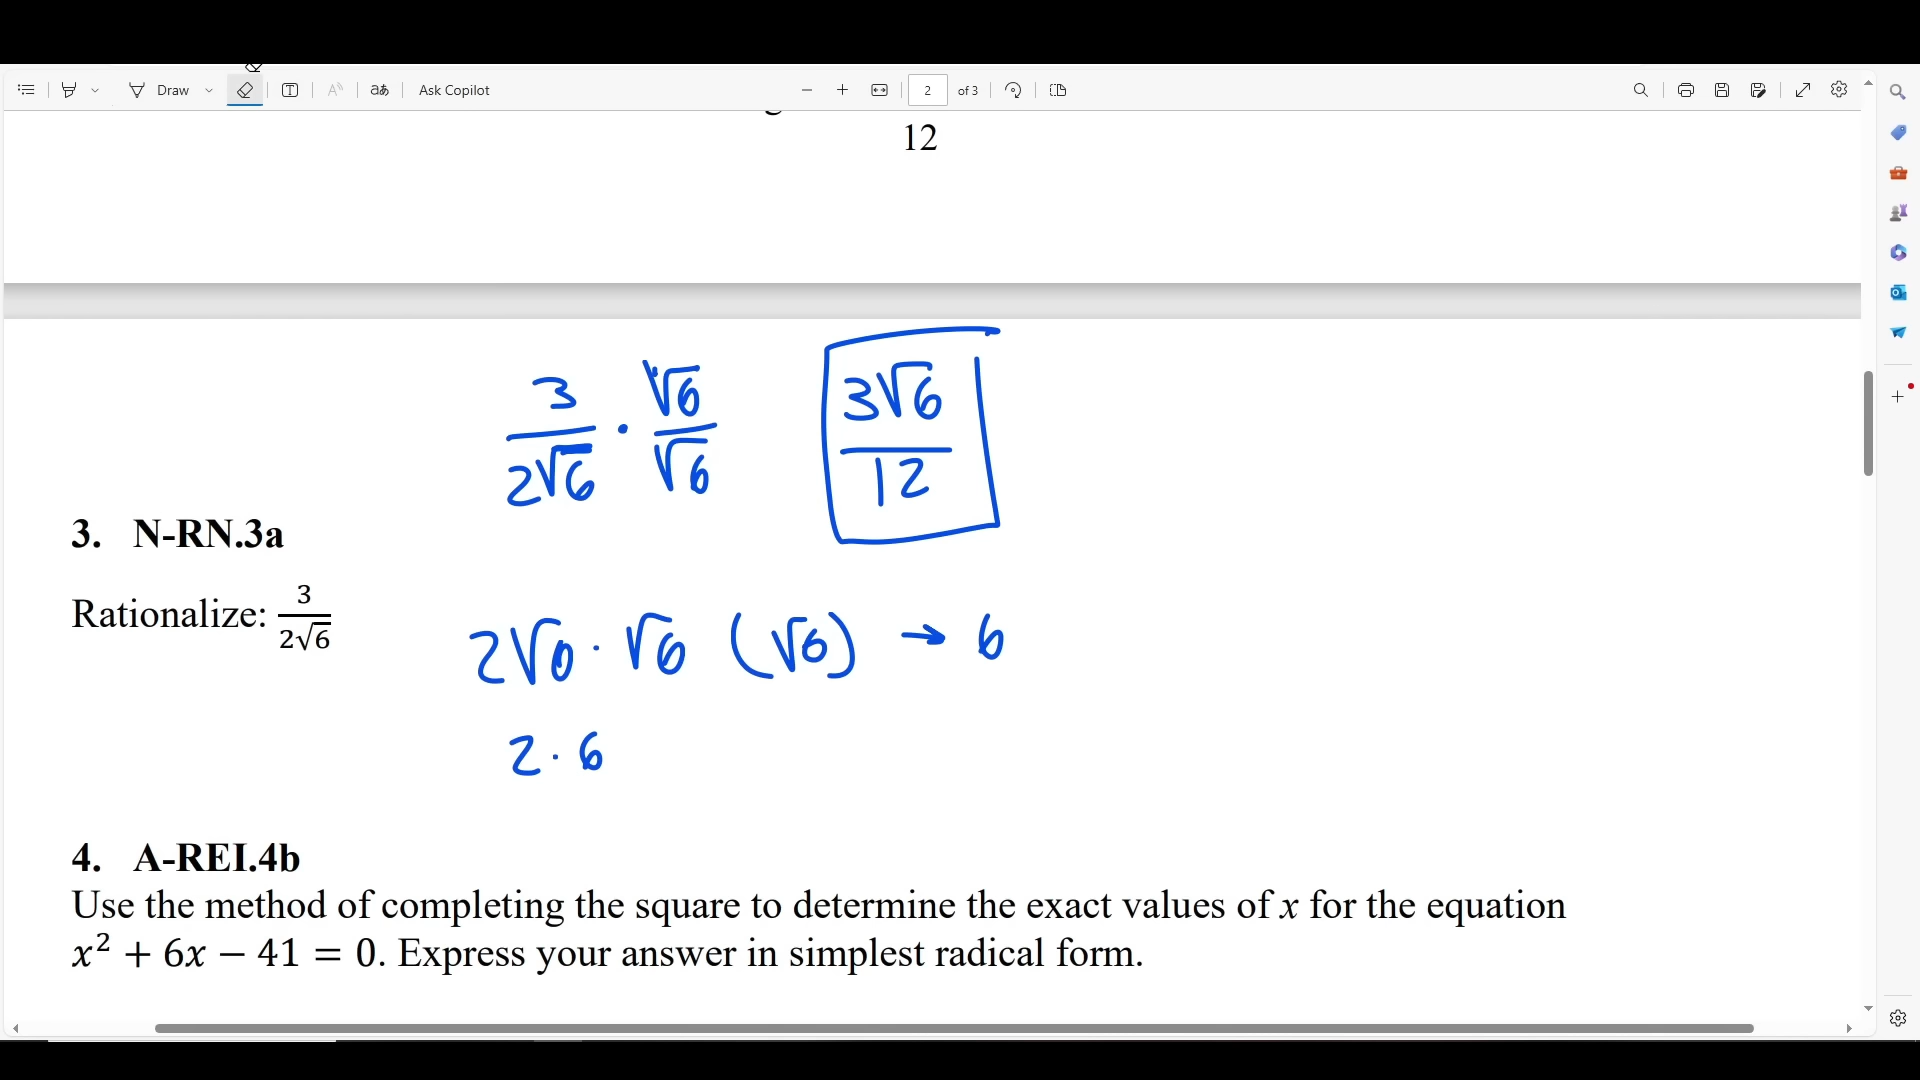 Draw
Ask Copilot
2 of 3
12
3/2√6 · √6/√6
3√6/12
3. N-RN.3a
Rationalize: 3/2√6
2√6 · √6 (√6) → 6
2 · 6
4. A-REI.4b
Use the method of completing the square to determine the exact values of x for the equation
x² + 6x − 41 = 0. Express your answer in simplest radical form.